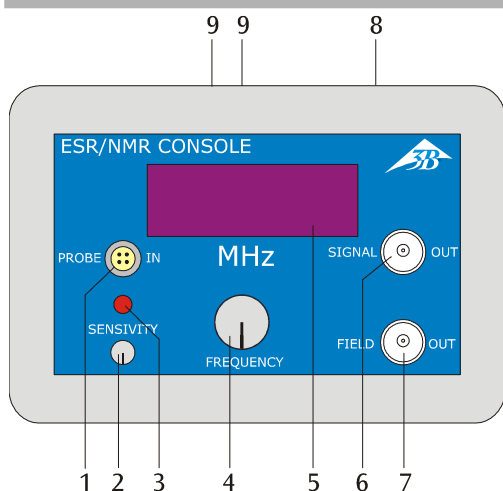 9 9 8
ESR/NMR CONSOLE
3B
PROBE IN
MHz
SIGNAL OUT
SENSIVITY
FREQUENCY
FIELD OUT
1 2 3 4 5 6 7